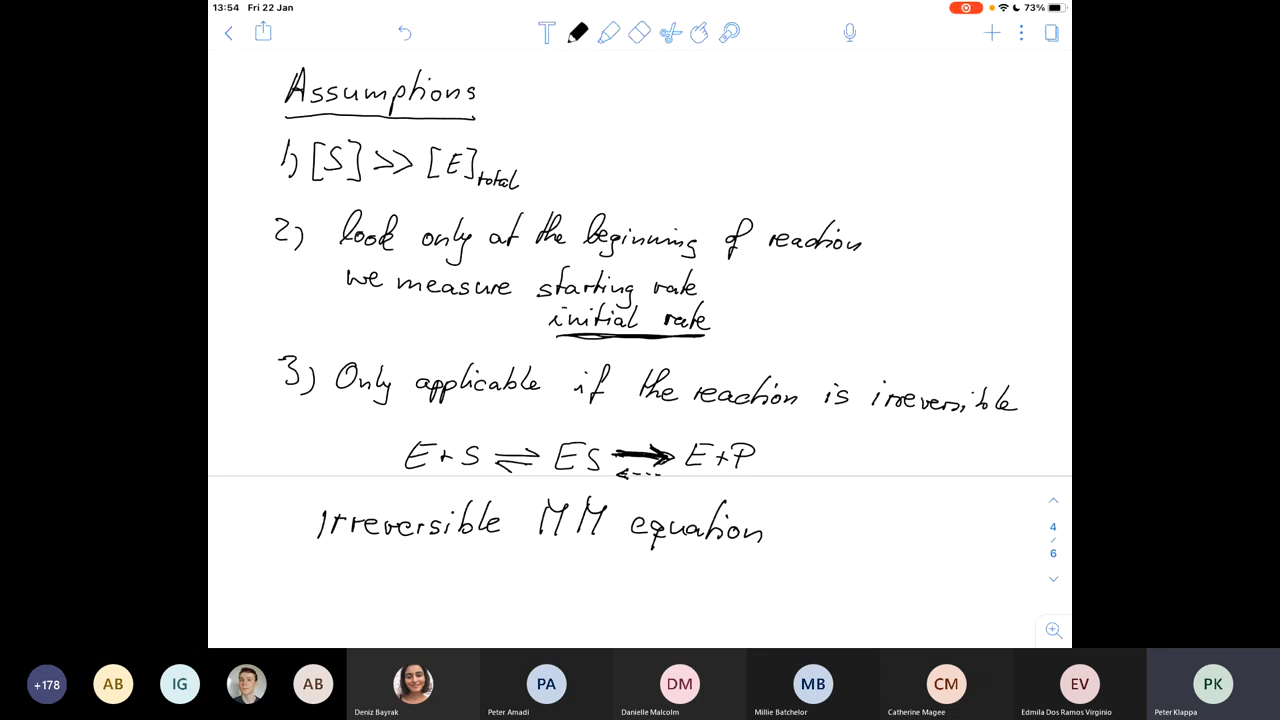 13:54 Fri 22 Jan
73%
T
Assumptions
1) [S] >> [E]total
2) look only at the beginning of reaction
we measure starting rate
initial rate
3) Only applicable if the reaction is irreversible
E + S ⇌ ES → E + P
Irreversible MM equation
4
/
6
+178
AB
IG
AB
PA
DM
MB
CM
EV
PK
Deniz Bayrak
Peter Amadi
Danielle Malcolm
Millie Batchelor
Catherine Magee
Edmila Dos Ramos Virginio
Peter Klappa